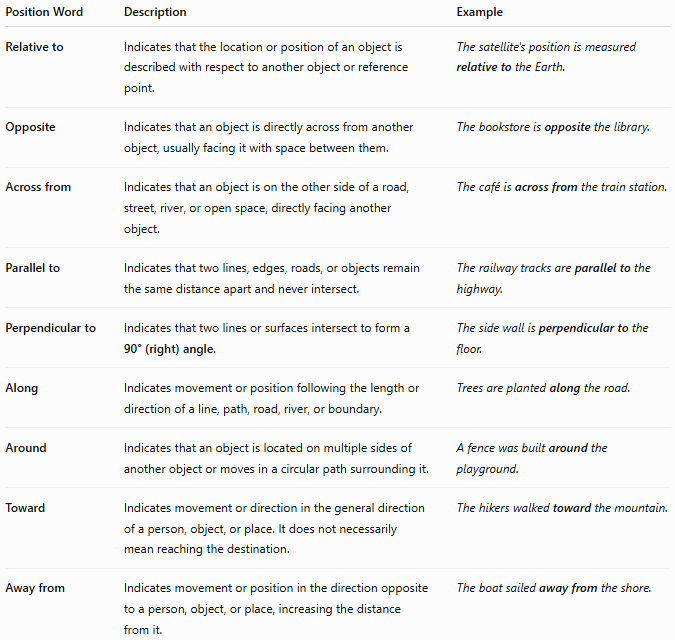 Position Word Description Example
Relative to Indicates that the location or position of an object is The satellite's position is measured
described with respect to another object or reference relative to the Earth.
point.
Opposite Indicates that an object is directly across from another The bookstore is opposite the library.
object, usually facing it with space between them.
Across from Indicates that an object is on the other side of a road, The café is across from the train station.
street, river, or open space, directly facing another
object.
Parallel to Indicates that two lines, edges, roads, or objects remain The railway tracks are parallel to the
the same distance apart and never intersect. highway.
Perpendicular to Indicates that two lines or surfaces intersect to form a The side wall is perpendicular to the
90° (right) angle. floor.
Along Indicates movement or position following the length or Trees are planted along the road.
direction of a line, path, road, river, or boundary.
Around Indicates that an object is located on multiple sides of A fence was built around the
another object or moves in a circular path surrounding it. playground.
Toward Indicates movement or direction in the general direction The hikers walked toward the mountain.
of a person, object, or place. It does not necessarily
mean reaching the destination.
Away from Indicates movement or position in the direction opposite The boat sailed away from the shore.
to a person, object, or place, increasing the distance
from it.